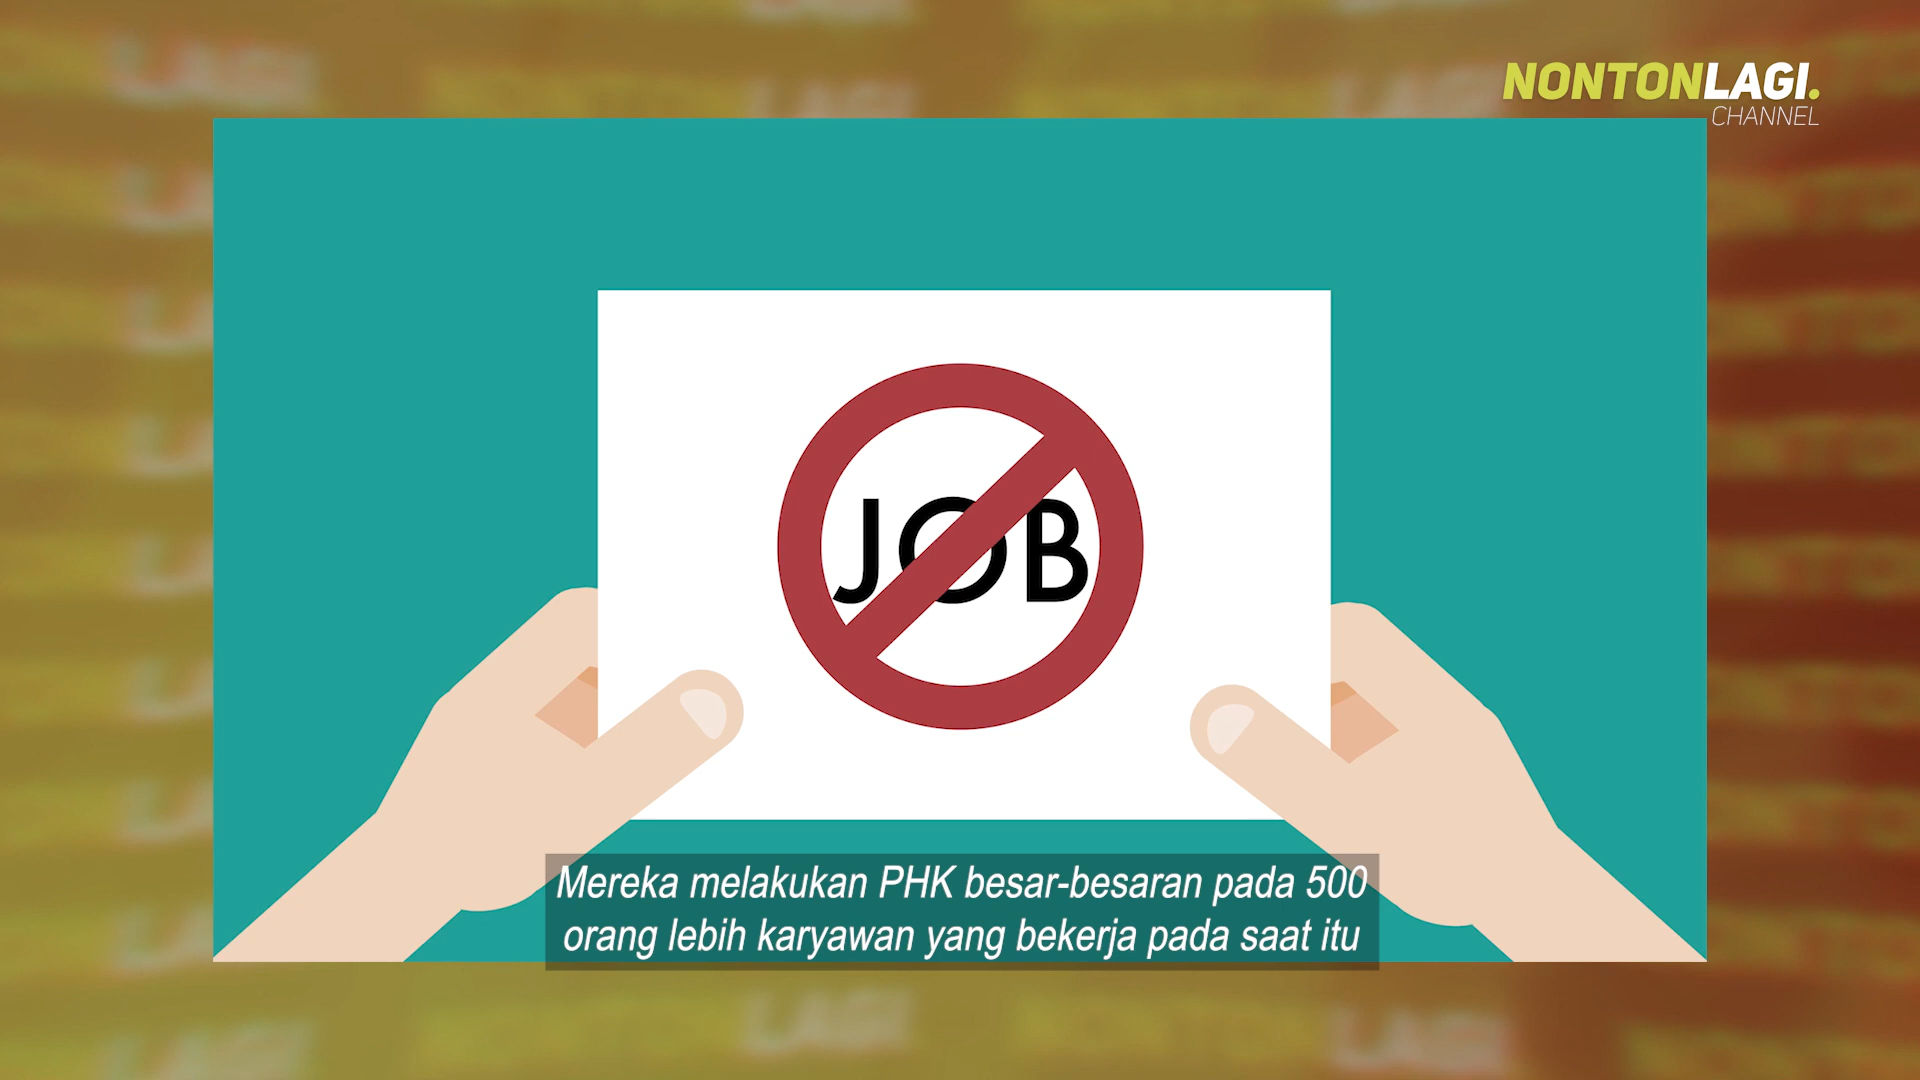 NONTONLAGI.
CHANNEL
JOB
Mereka melakukan PHK besar-besaran pada 500
orang lebih karyawan yang bekerja pada saat itu